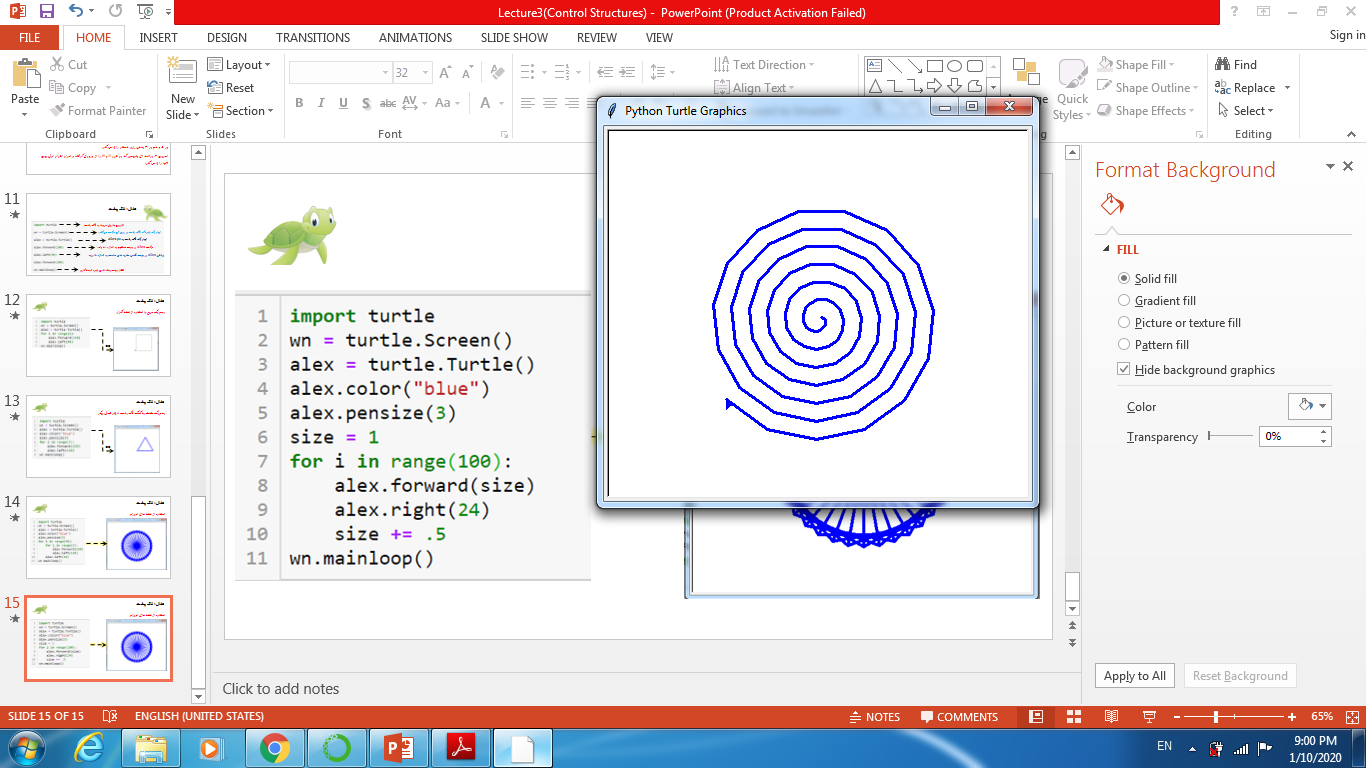 Lecture3(Control Structures) - PowerPoint (Product Activation Failed)
FILE HOME INSERT DESIGN TRANSITIONS ANIMATIONS SLIDE SHOW REVIEW VIEW Sign in
Paste
Cut
Copy
Format Painter
Clipboard
New Slide
Layout
Reset
Section
Slides
32
B I U S abc AV Aa A
Font
Text Direction
Align Text
Quick Styles
Shape Fill
Shape Outline
Shape Effects
Find
Replace
Select
Editing
Python Turtle Graphics
11
12
13
14
15
1 import turtle
2 wn = turtle.Screen()
3 alex = turtle.Turtle()
4 alex.color("blue")
5 alex.pensize(3)
6 size = 1
7 for i in range(100):
8 alex.forward(size)
9 alex.right(24)
10 size += .5
11 wn.mainloop()
Click to add notes
Format Background
FILL
Solid fill
Gradient fill
Picture or texture fill
Pattern fill
Hide background graphics
Color
Transparency 0%
Apply to All Reset Background
SLIDE 15 OF 15 ENGLISH (UNITED STATES) NOTES COMMENTS 65%
EN 9:00 PM
1/10/2020